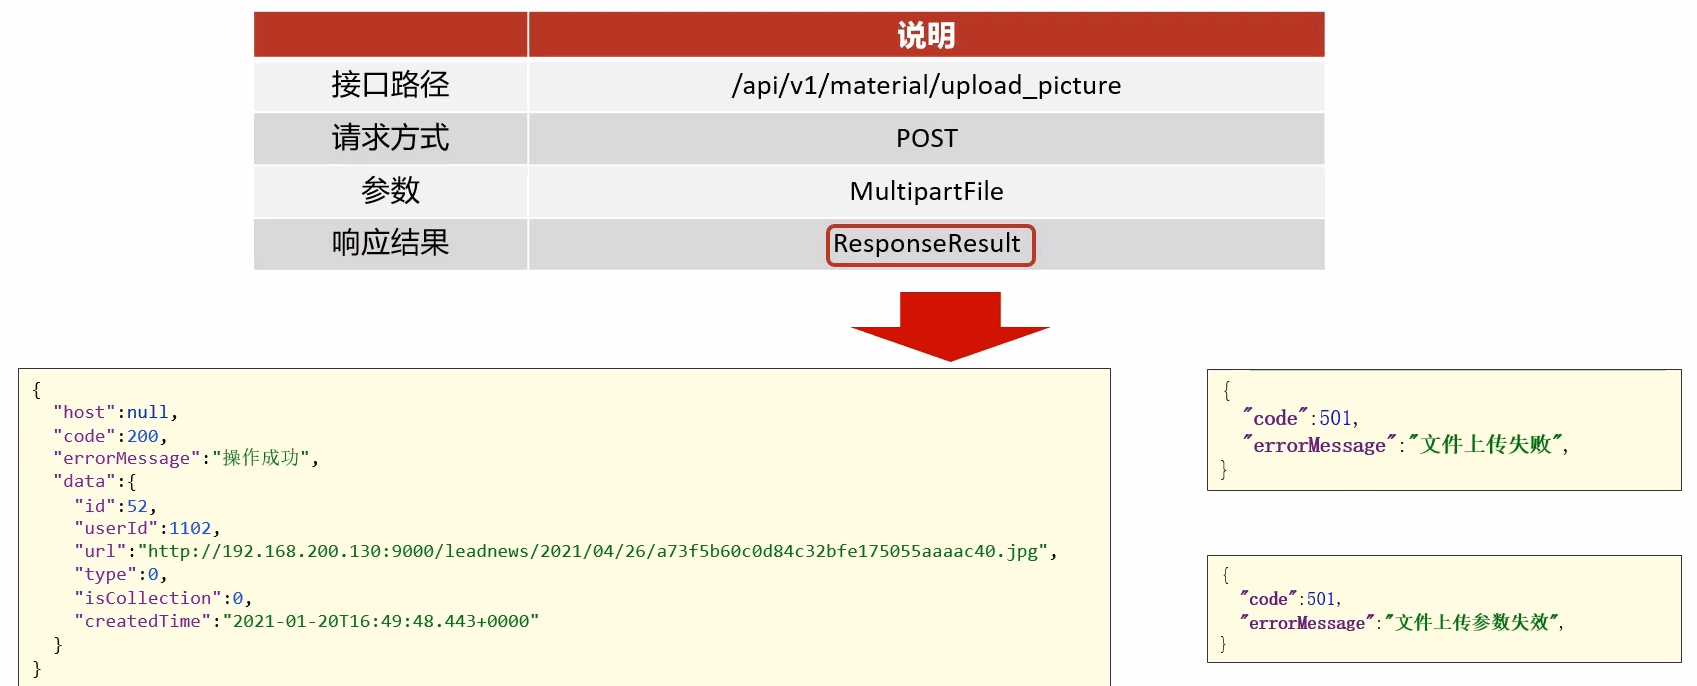 说明
接口路径 /api/v1/material/upload_picture
请求方式 POST
参数 MultipartFile
响应结果 ResponseResult
{
"host":null,
"code":200,
"errorMessage":"操作成功",
"data":{
"id":52,
"userId":1102,
"url":"http://192.168.200.130:9000/leadnews/2021/04/26/a73f5b60c0d84c32bfe175055aaaac40.jpg",
"type":0,
"isCollection":0,
"createdTime":"2021-01-20T16:49:48.443+0000"
}
}
{
"code":501,
"errorMessage":"文件上传失败",
}
{
"code":501,
"errorMessage":"文件上传参数失效",
}